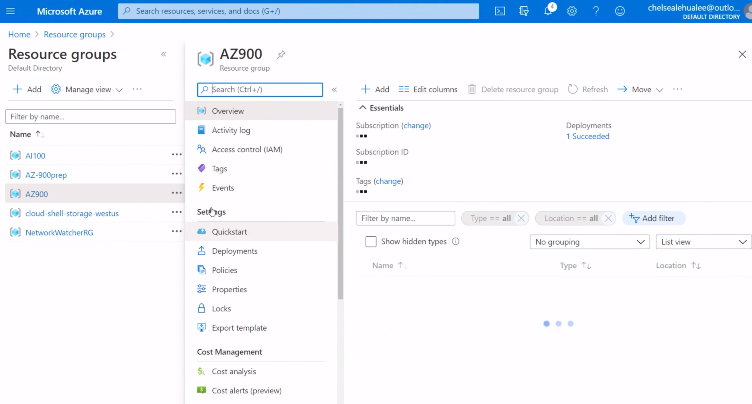 Microsoft Azure
Search resources, services, and docs (G+/)
4
chelsealehualee@outlo...
DEFAULT DIRECTORY
Home > Resource groups >
Resource groups
Default Directory
Add Manage view ...
Filter by name...
Name ↑↓
AI100 ...
AZ-900prep ...
AZ900 ...
cloud-shell-storage-westus ...
NetworkWatcherRG ...
AZ900
Resource group
Search (Ctrl+/)
Overview
Activity log
Access control (IAM)
Tags
Events
Settings
Quickstart
Deployments
Policies
Properties
Locks
Export template
Cost Management
Cost analysis
Cost alerts (preview)
Add Edit columns Delete resource group Refresh Move ...
Essentials
Subscription (change)
Deployments
1 Succeeded
Subscription ID
Tags (change)
Filter by name...
Type == all
Location == all
Add filter
Show hidden types
No grouping
List view
Name ↑↓
Type ↑↓
Location ↑↓